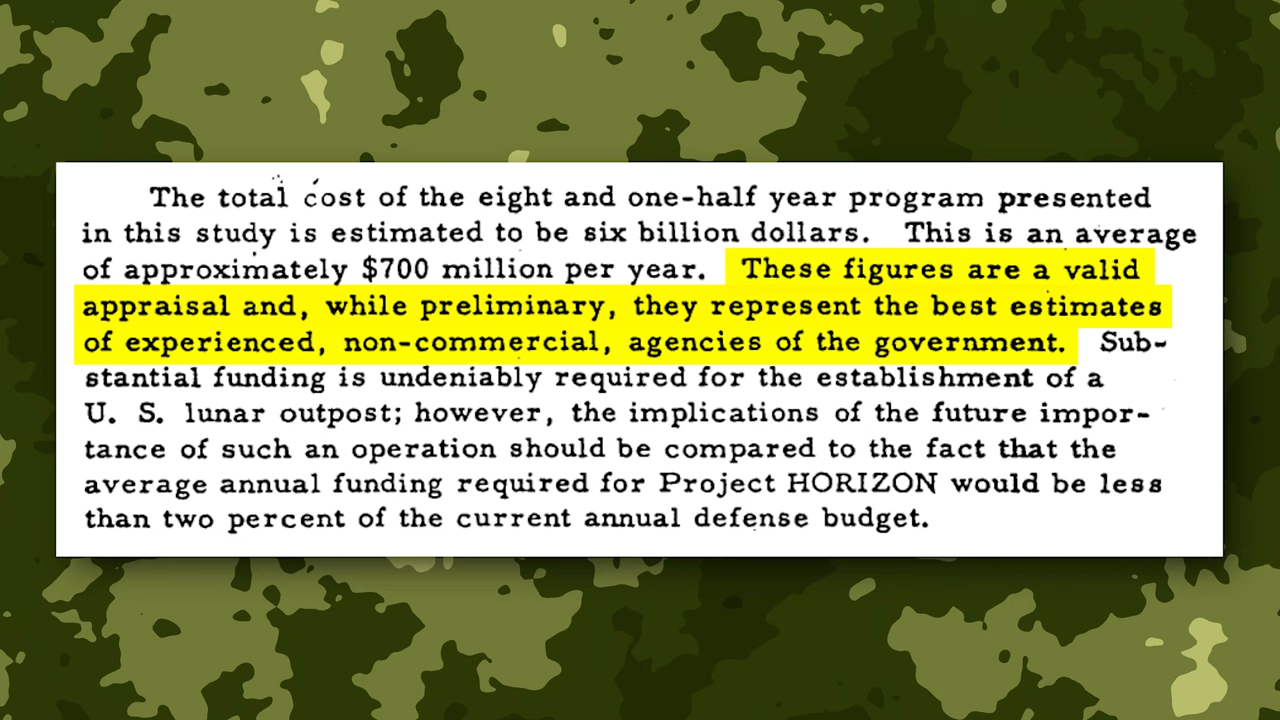 The total cost of the eight and one-half year program presented
in this study is estimated to be six billion dollars. This is an average
of approximately $700 million per year. These figures are a valid
appraisal and, while preliminary, they represent the best estimates
of experienced, non-commercial, agencies of the government. Sub-
stantial funding is undeniably required for the establishment of a
U. S. lunar outpost; however, the implications of the future impor-
tance of such an operation should be compared to the fact that the
average annual funding required for Project HORIZON would be less
than two percent of the current annual defense budget.